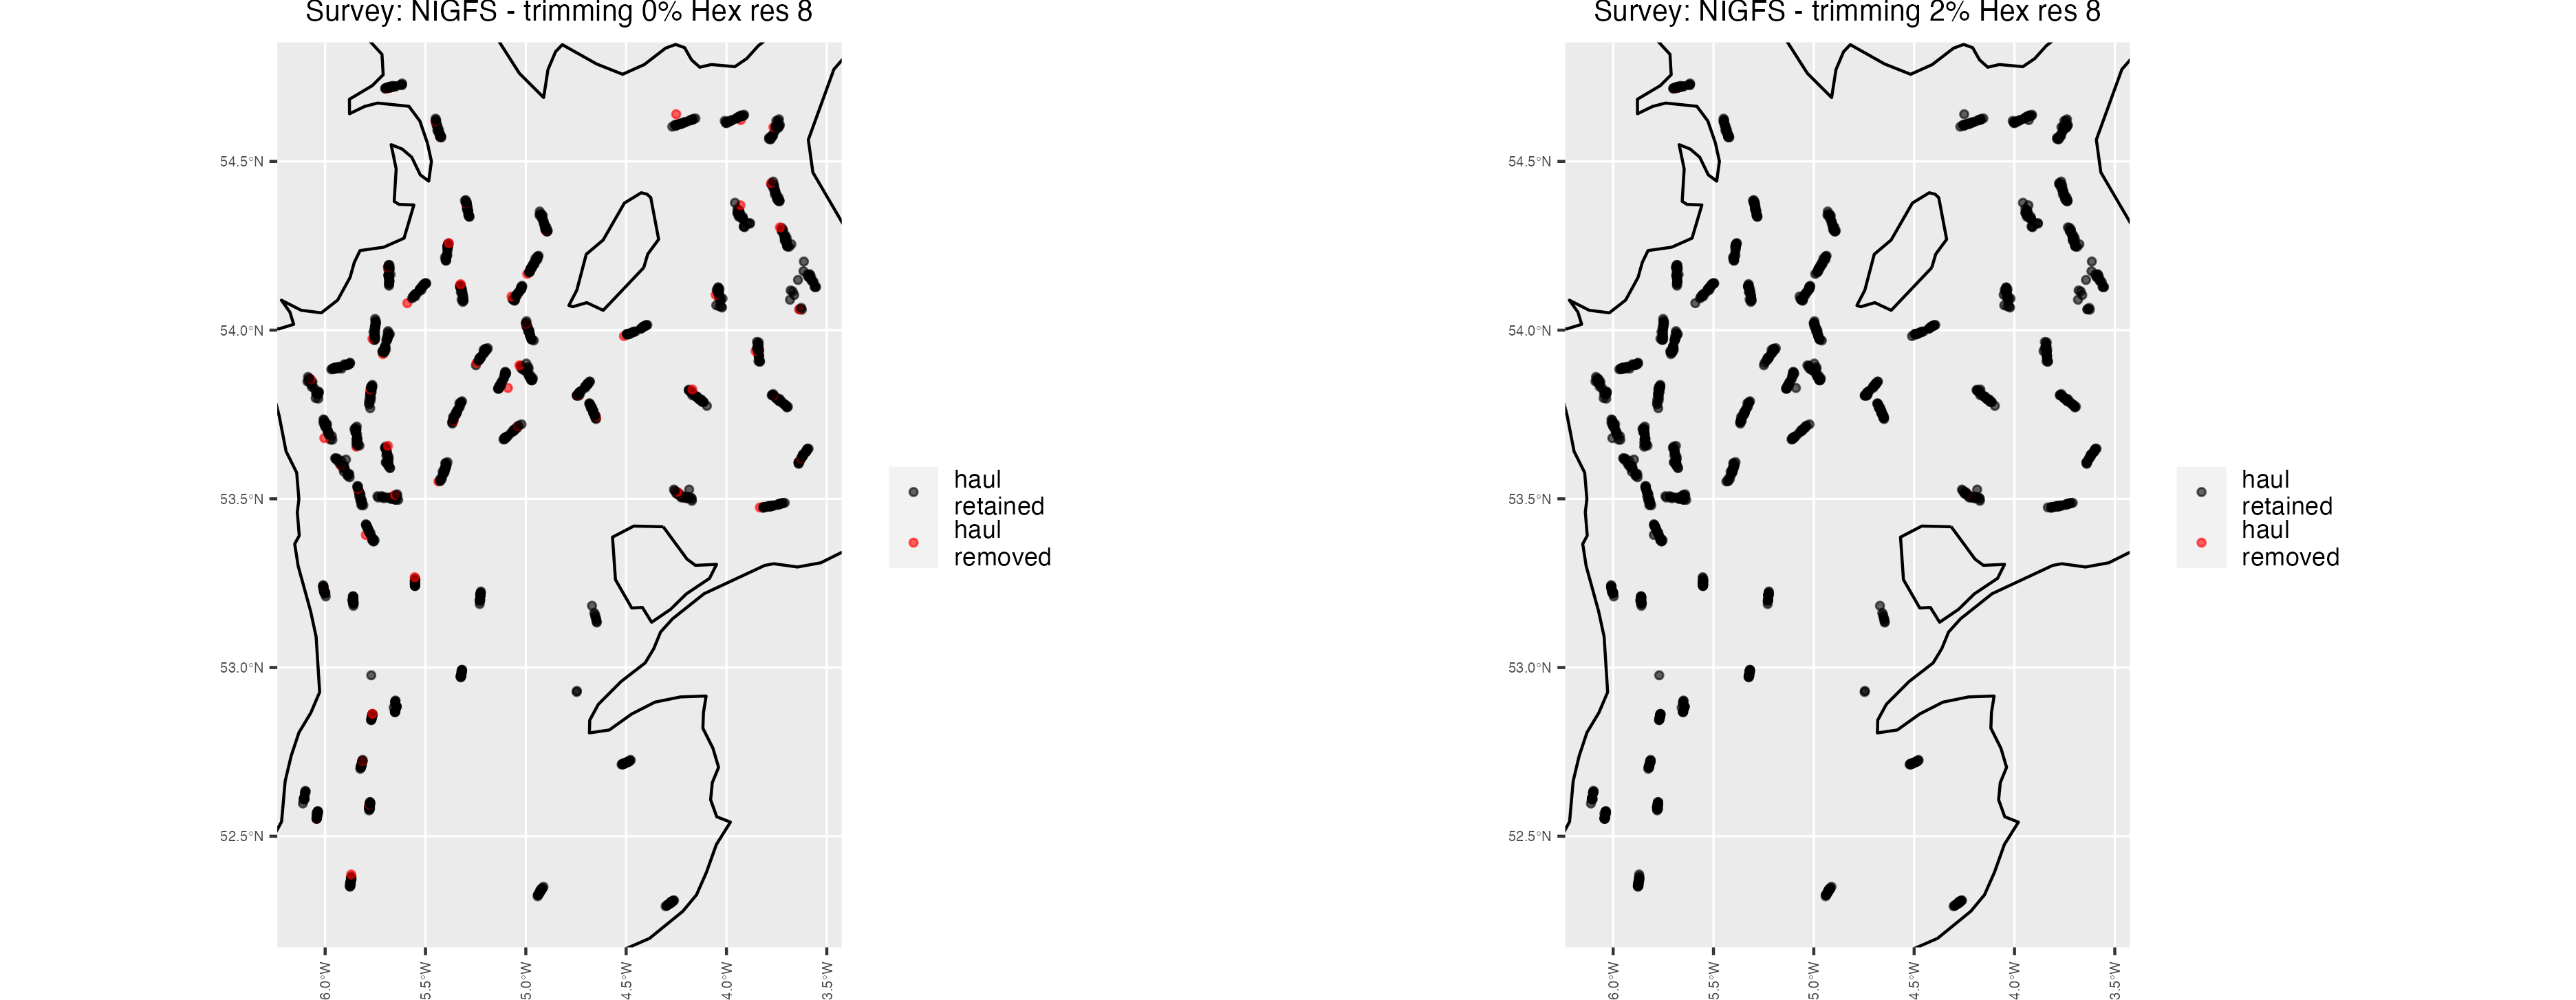 Survey: NIGFS - trimming 0% Hex res 8
54.5°N
54.0°N
53.5°N
53.0°N
52.5°N
6.0°W
5.5°W
5.0°W
4.5°W
4.0°W
3.5°W
haul
retained
haul
removed
Survey: NIGFS - trimming 2% Hex res 8
54.5°N
54.0°N
53.5°N
53.0°N
52.5°N
6.0°W
5.5°W
5.0°W
4.5°W
4.0°W
3.5°W
haul
retained
haul
removed